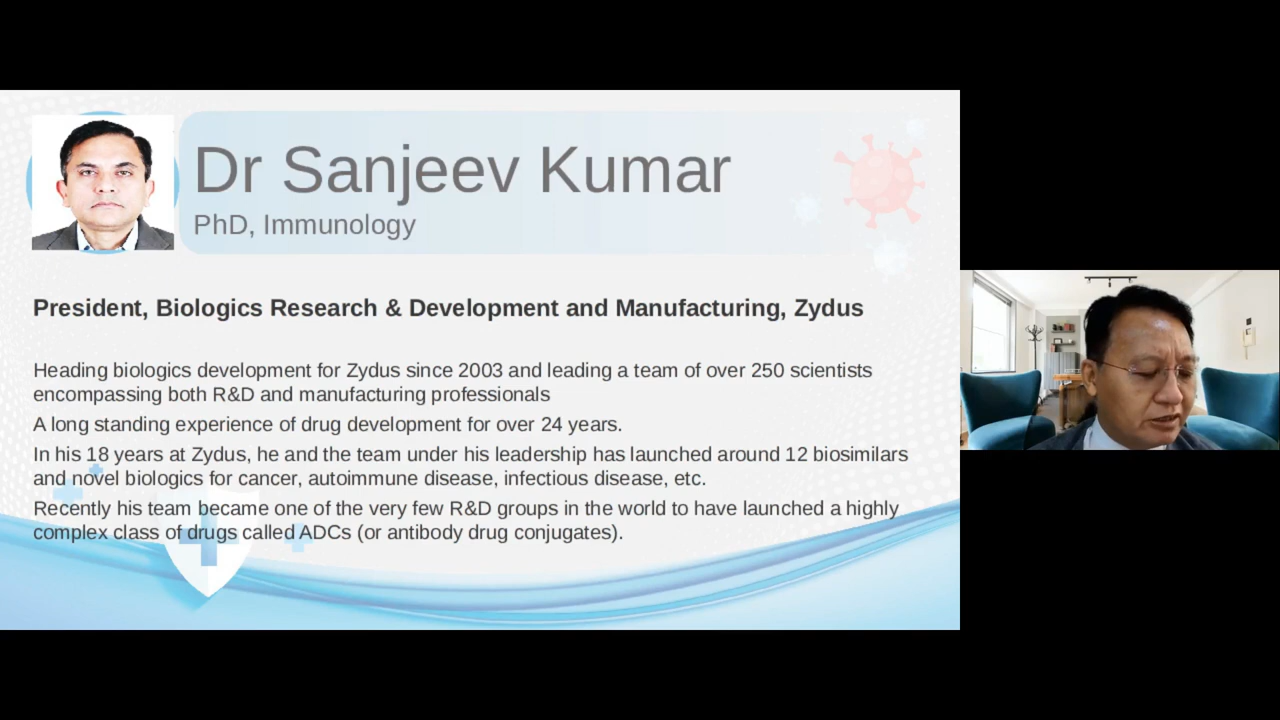 Dr Sanjeev Kumar
PhD, Immunology
President, Biologics Research & Development and Manufacturing, Zydus
Heading biologics development for Zydus since 2003 and leading a team of over 250 scientists
encompassing both R&D and manufacturing professionals
A long standing experience of drug development for over 24 years.
In his 18 years at Zydus, he and the team under his leadership has launched around 12 biosimilars
and novel biologics for cancer, autoimmune disease, infectious disease, etc.
Recently his team became one of the very few R&D groups in the world to have launched a highly
complex class of drugs called ADCs (or antibody drug conjugates).